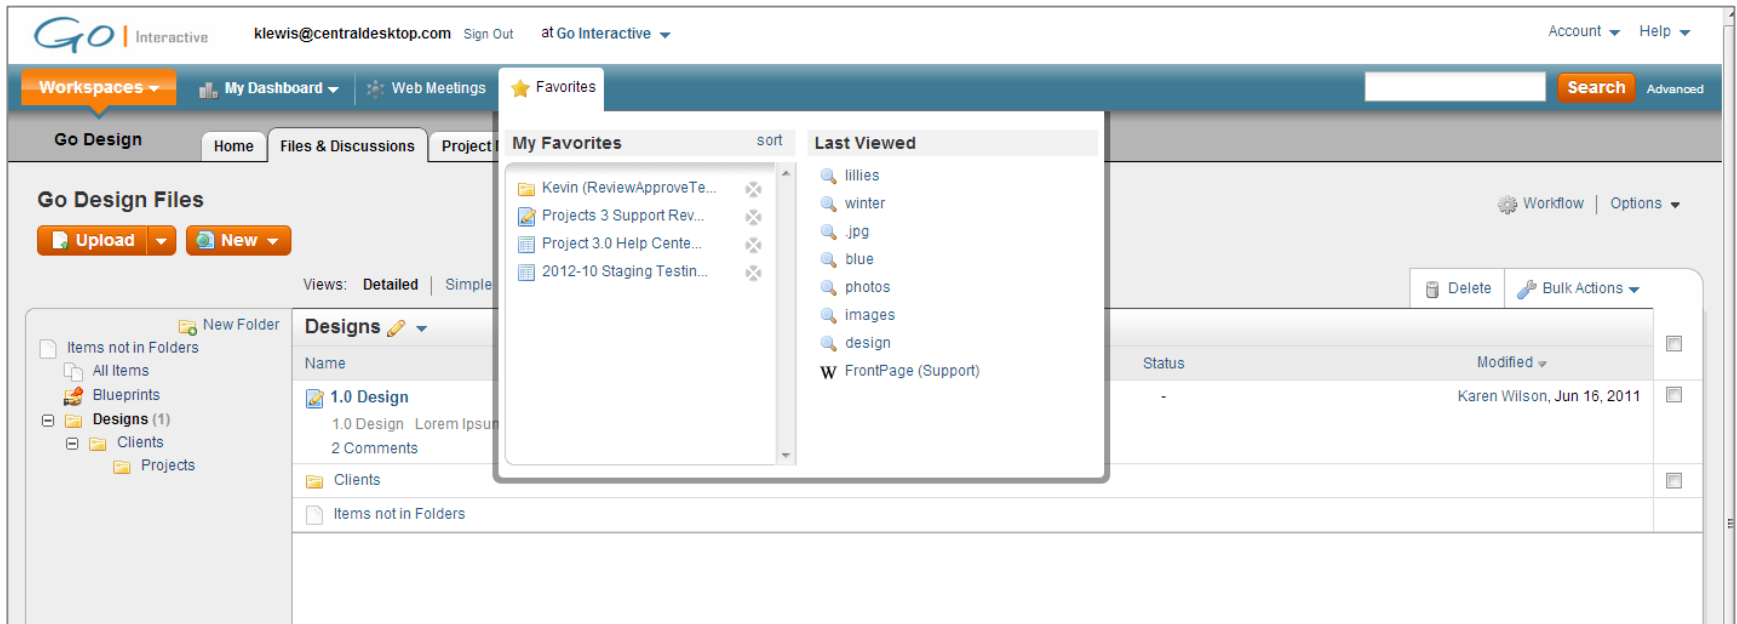 GO | Interactive klewis@centraldesktop.com Sign Out at Go Interactive Account Help
Workspaces My Dashboard Web Meetings Favorites Search Advanced
Go Design Home Files & Discussions Project
My Favorites sort Last Viewed
Kevin (ReviewApproveTe...
Projects 3 Support Rev...
Project 3.0 Help Cente...
2012-10 Staging Testin...
lillies
winter
.jpg
blue
photos
images
design
W FrontPage (Support)
Go Design Files
Workflow | Options
Upload New
Views: Detailed | Simple
Delete Bulk Actions
New Folder
Items not in Folders
All Items
Blueprints
Designs (1)
Clients
Projects
Designs
Name Status Modified
1.0 Design - Karen Wilson, Jun 16, 2011
1.0 Design Lorem Ipsun
2 Comments
Clients
Items not in Folders